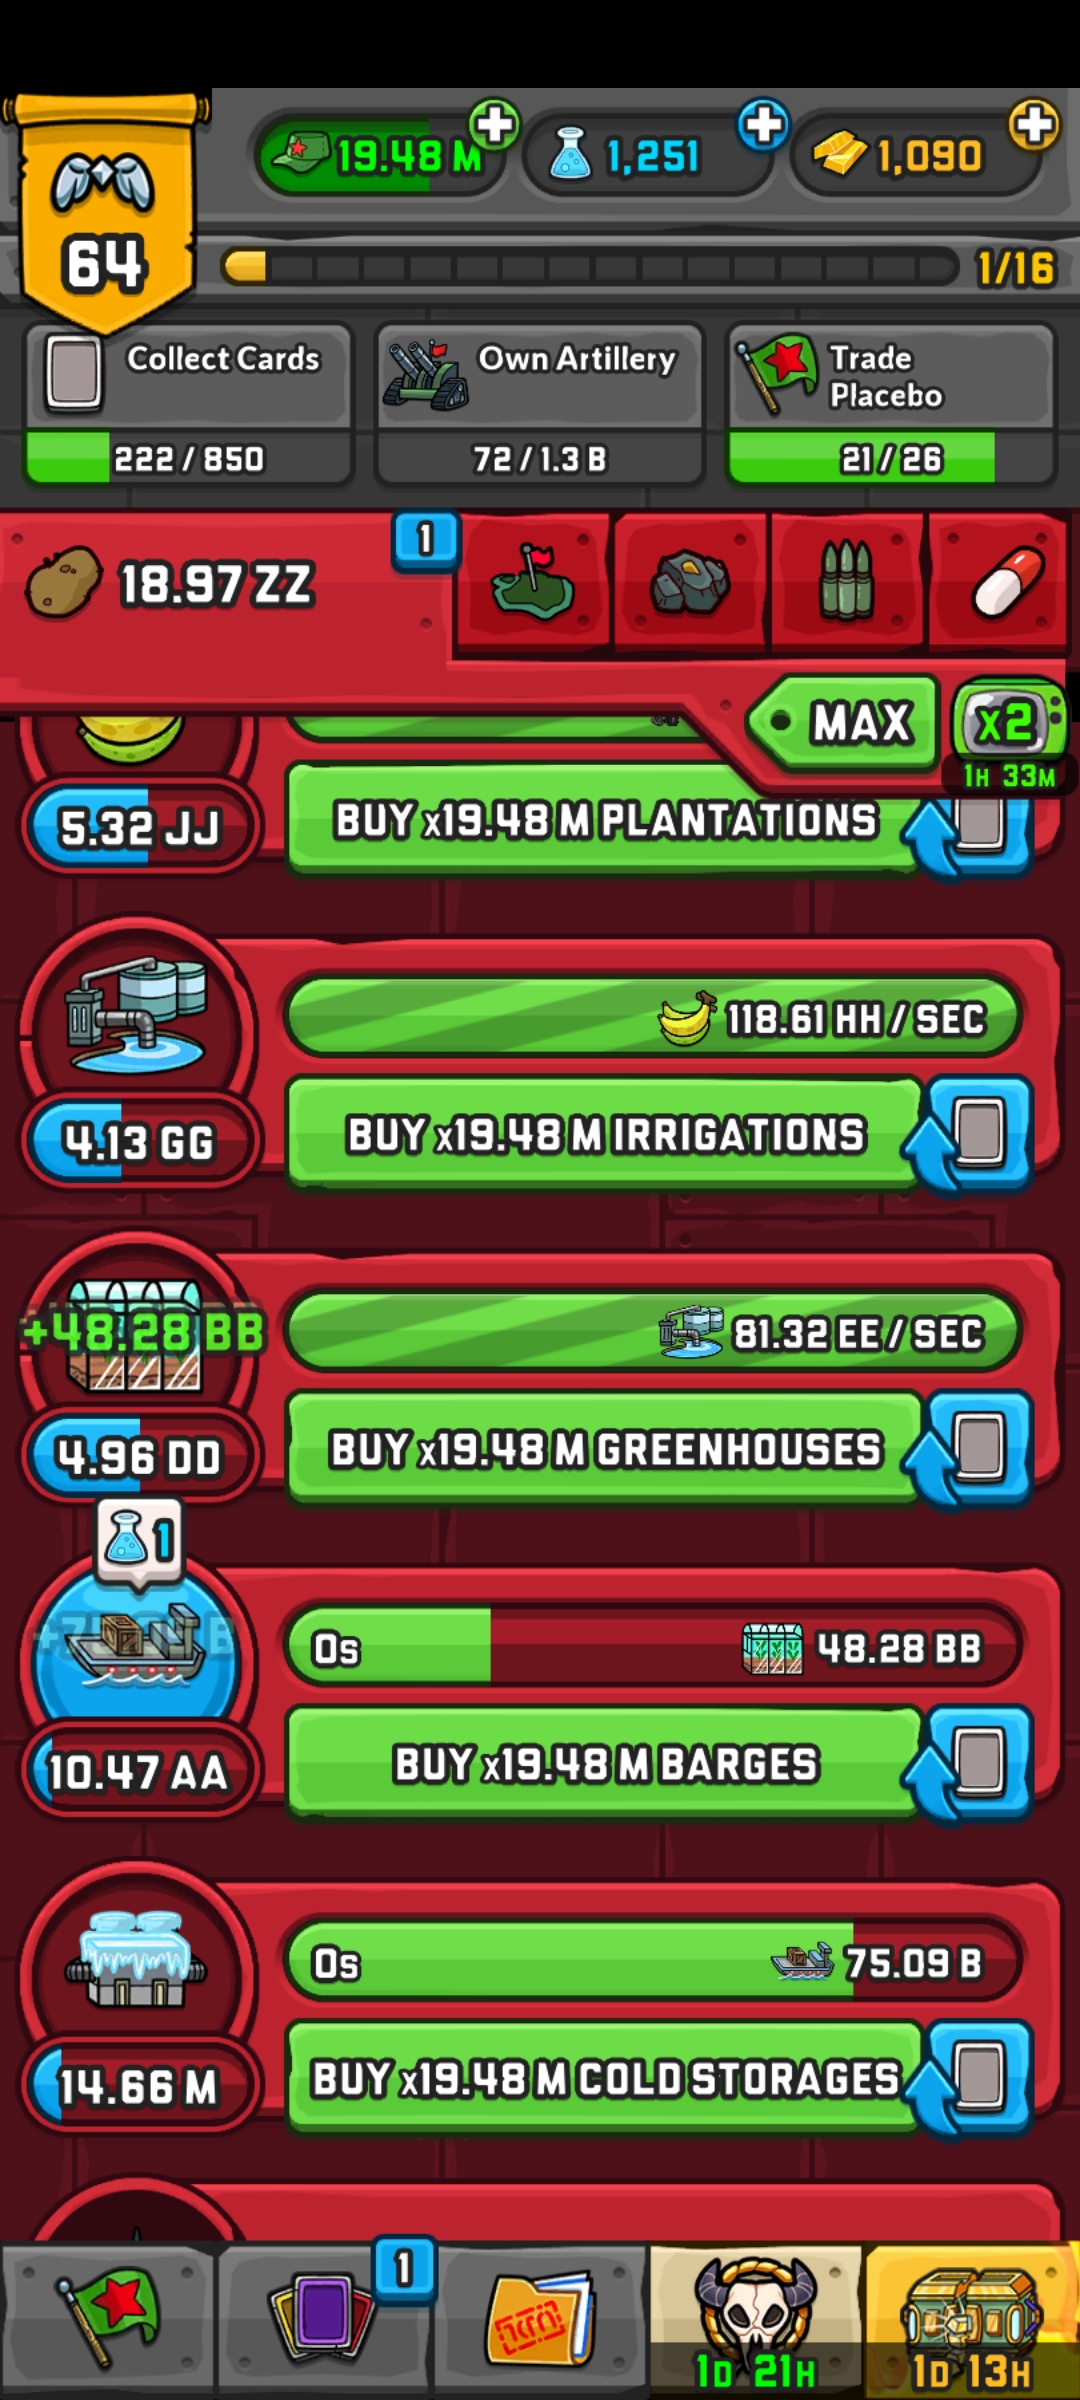 19.48 M
1,251
1,090
64
1/16
Collect Cards
222 / 850
Own Artillery
72 / 1.3 B
Trade
Placebo
21 / 26
18.97 ZZ
1
MAX
x2
1H 33M
5.32 JJ
BUY x19.48 M PLANTATIONS
118.61 HH / SEC
4.13 GG
BUY x19.48 M IRRIGATIONS
+48.28 BB
81.32 EE / SEC
4.96 DD
BUY x19.48 M GREENHOUSES
1
0s
48.28 BB
10.47 AA
BUY x19.48 M BARGES
0s
75.09 B
14.66 M
BUY x19.48 M COLD STORAGES
1
1D 21H
1D 13H